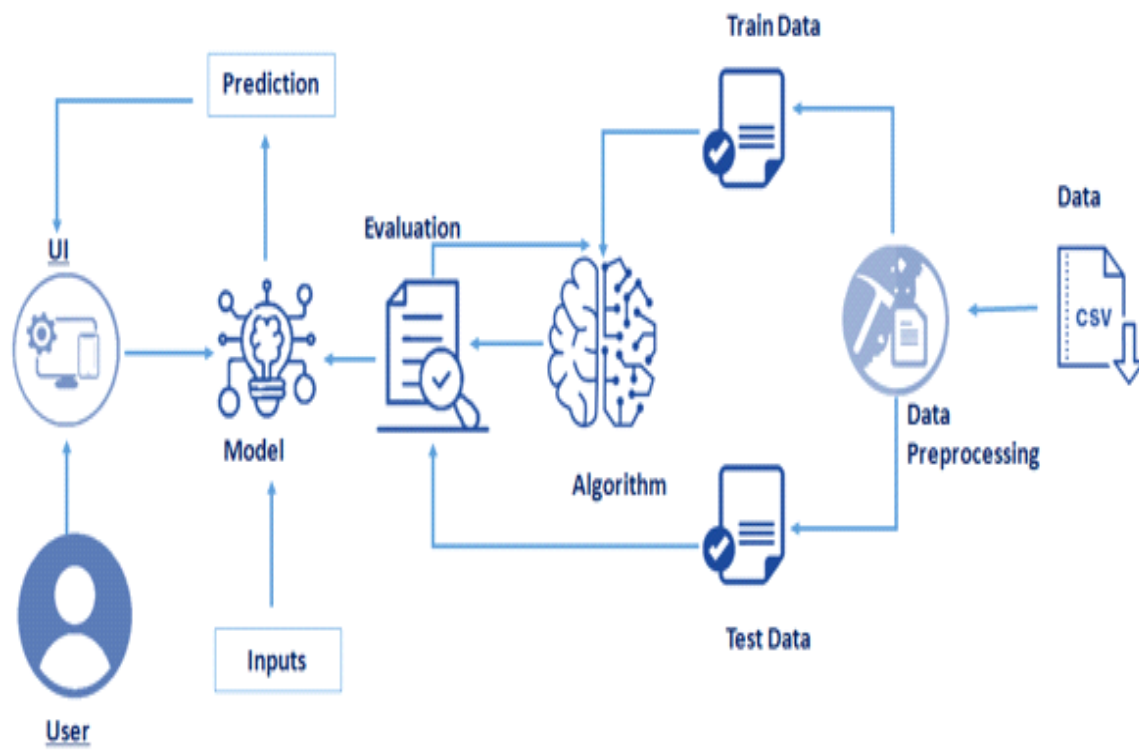 Train Data
Prediction
Data
Evaluation
UI
CSV
Model
Data
Preprocessing
Algorithm
Inputs
Test Data
User